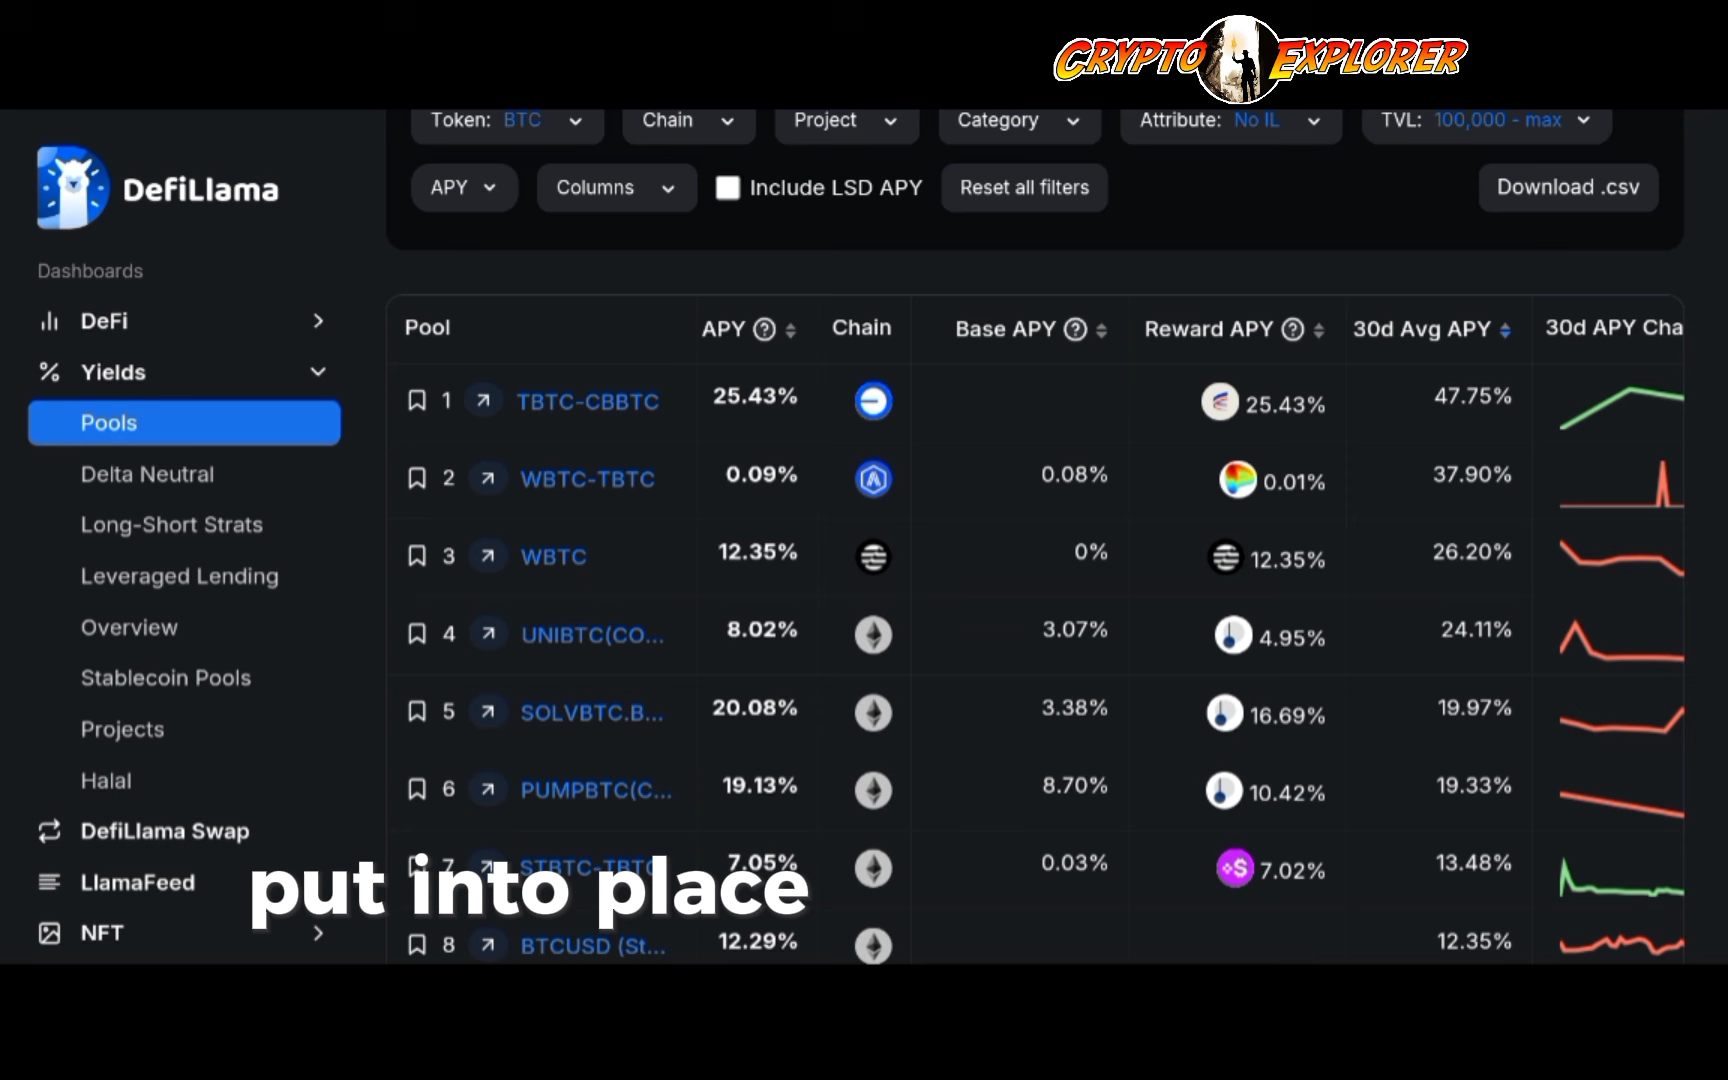 CRYPTO EXPLORER
Token: BTC Chain Project Category Attribute: No IL TVL: 100,000 - max
APY Columns Include LSD APY Reset all filters Download .csv
DefiLlama
Dashboards
DeFi
Yields
Pools
Delta Neutral
Long-Short Strats
Leveraged Lending
Overview
Stablecoin Pools
Projects
Halal
DefiLlama Swap
LlamaFeed
NFT
Pool APY Chain Base APY Reward APY 30d Avg APY 30d APY Cha
1 TBTC-CBBTC 25.43% 25.43% 47.75%
2 WBTC-TBTC 0.09% 0.08% 0.01% 37.90%
3 WBTC 12.35% 0% 12.35% 26.20%
4 UNIBTC(CO... 8.02% 3.07% 4.95% 24.11%
5 SOLVBTC.B... 20.08% 3.38% 16.69% 19.97%
6 PUMPBTC(C... 19.13% 8.70% 10.42% 19.33%
7 STBTC-TBTC 7.05% 0.03% 7.02% 13.48%
8 BTCUSD (St... 12.29% 12.35%
put into place